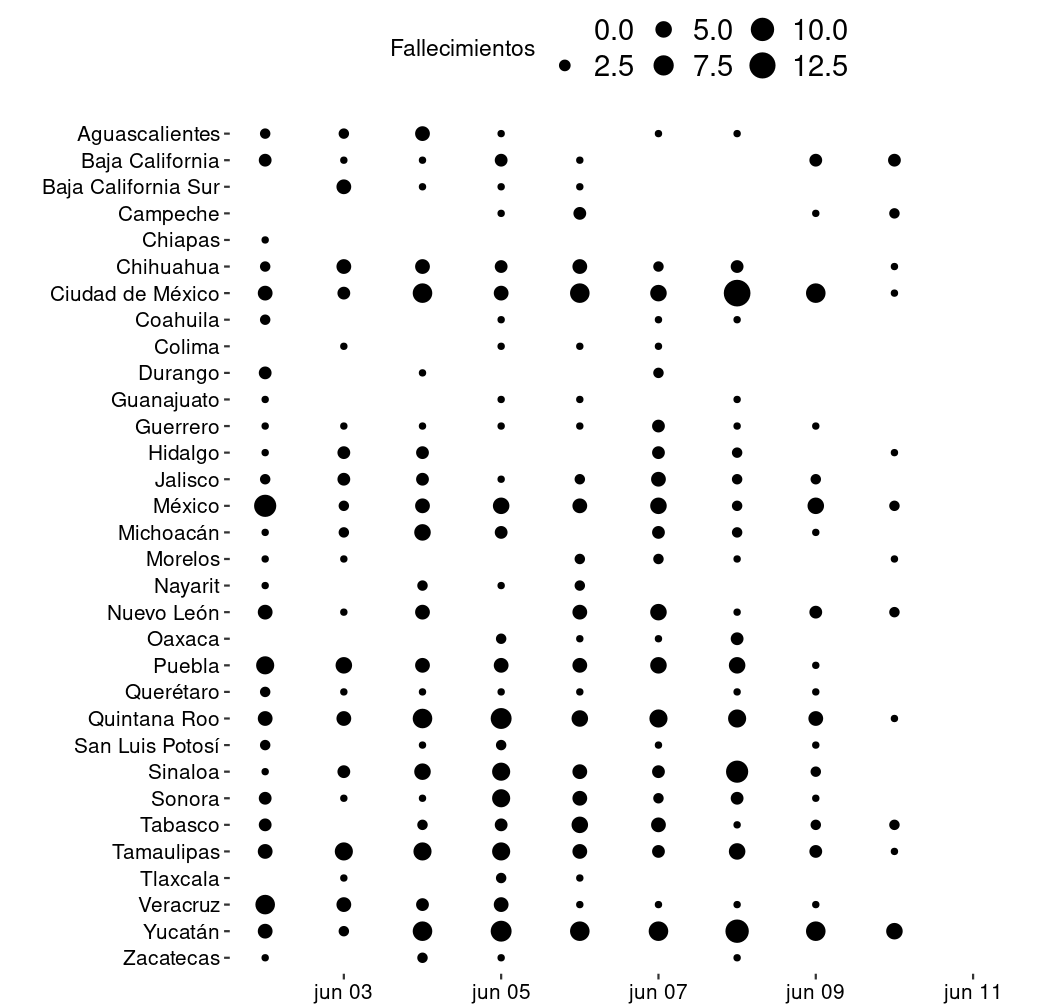 Fallecimientos
0.0 5.0 10.0
2.5 7.5 12.5
Aguascalientes
Baja California
Baja California Sur
Campeche
Chiapas
Chihuahua
Ciudad de México
Coahuila
Colima
Durango
Guanajuato
Guerrero
Hidalgo
Jalisco
México
Michoacán
Morelos
Nayarit
Nuevo León
Oaxaca
Puebla
Querétaro
Quintana Roo
San Luis Potosí
Sinaloa
Sonora
Tabasco
Tamaulipas
Tlaxcala
Veracruz
Yucatán
Zacatecas
jun 03 jun 05 jun 07 jun 09 jun 11